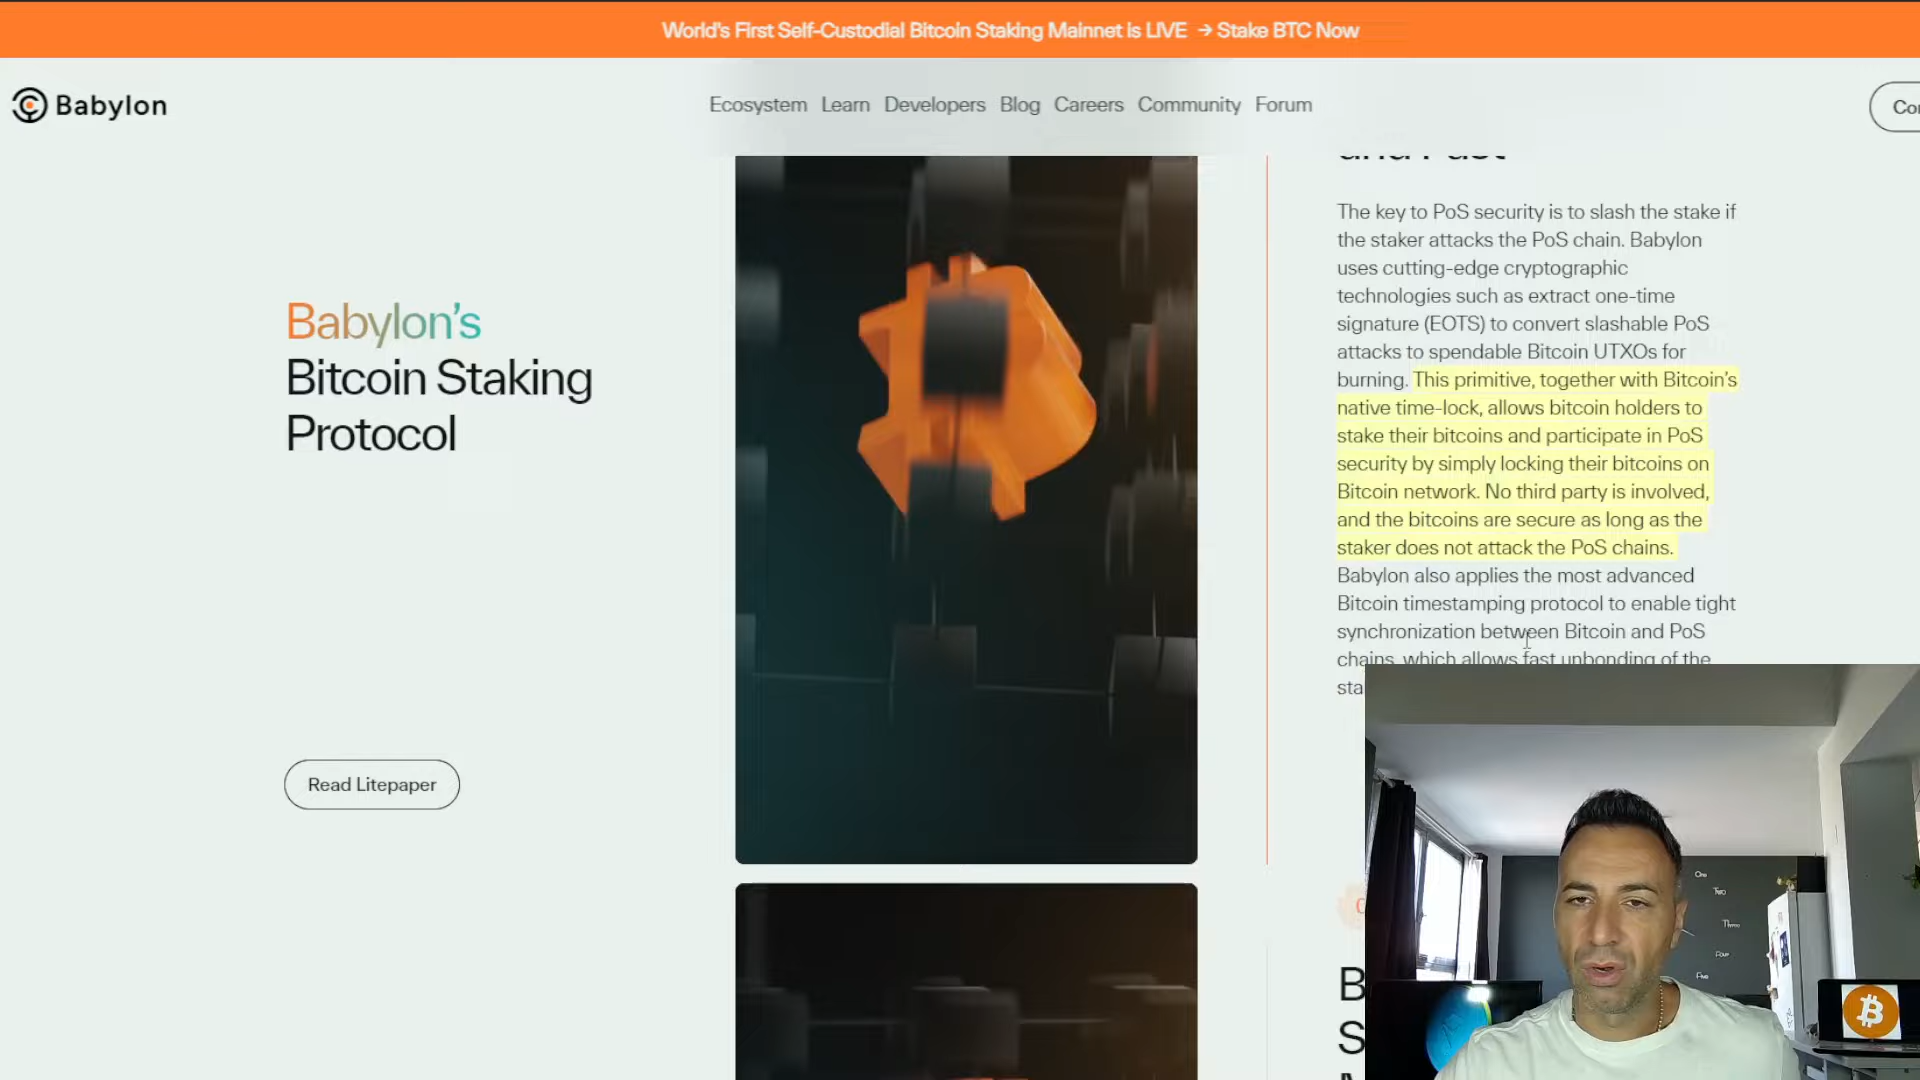 World's First Self-Custodial Bitcoin Staking Mainnet is LIVE → Stake BTC Now
Babylon
Ecosystem Learn Developers Blog Careers Community Forum
Babylon's
Bitcoin Staking
Protocol
Read Litepaper
The key to PoS security is to slash the stake if
the staker attacks the PoS chain. Babylon
uses cutting-edge cryptographic
technologies such as extract one-time
signature (EOTS) to convert slashable PoS
attacks to spendable Bitcoin UTXOs for
burning. This primitive, together with Bitcoin's
native time-lock, allows bitcoin holders to
stake their bitcoins and participate in PoS
security by simply locking their bitcoins on
Bitcoin network. No third party is involved,
and the bitcoins are secure as long as the
staker does not attack the PoS chains.
Babylon also applies the most advanced
Bitcoin timestamping protocol to enable tight
synchronization between Bitcoin and PoS
chains, which allows fast unbonding of the
One
Two
Three
Four
Five